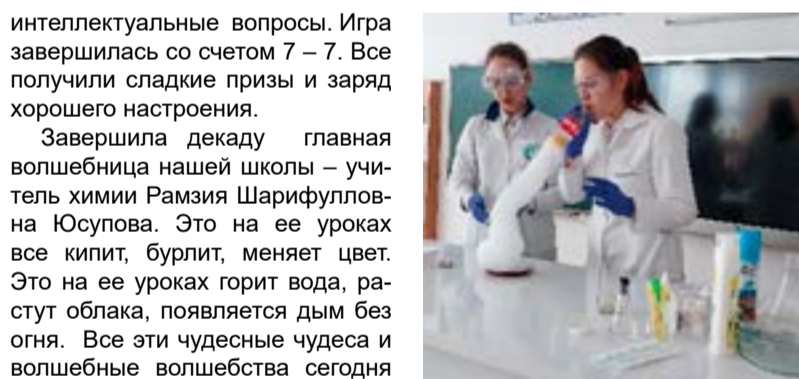 интеллектуальные вопросы. Игра
завершилась со счетом 7 – 7. Все
получили сладкие призы и заряд
хорошего настроения.
Завершила декаду главная
волшебница нашей школы – учи-
тель химии Рамзия Шарифуллов-
на Юсупова. Это на ее уроках
все кипит, бурлит, меняет цвет.
Это на ее уроках горит вода, ра-
стут облака, появляется дым без
огня. Все эти чудесные чудеса и
волшебные волшебства сегодня